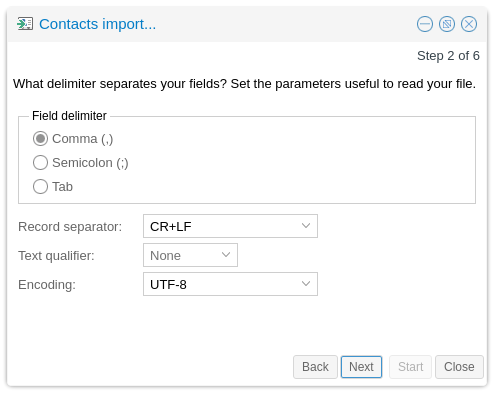 Contacts import...
Step 2 of 6
What delimiter separates your fields? Set the parameters useful to read your file.
Field delimiter
Comma (,)
Semicolon (;)
Tab
Record separator: CR+LF
Text qualifier: None
Encoding: UTF-8
Back Next Start Close